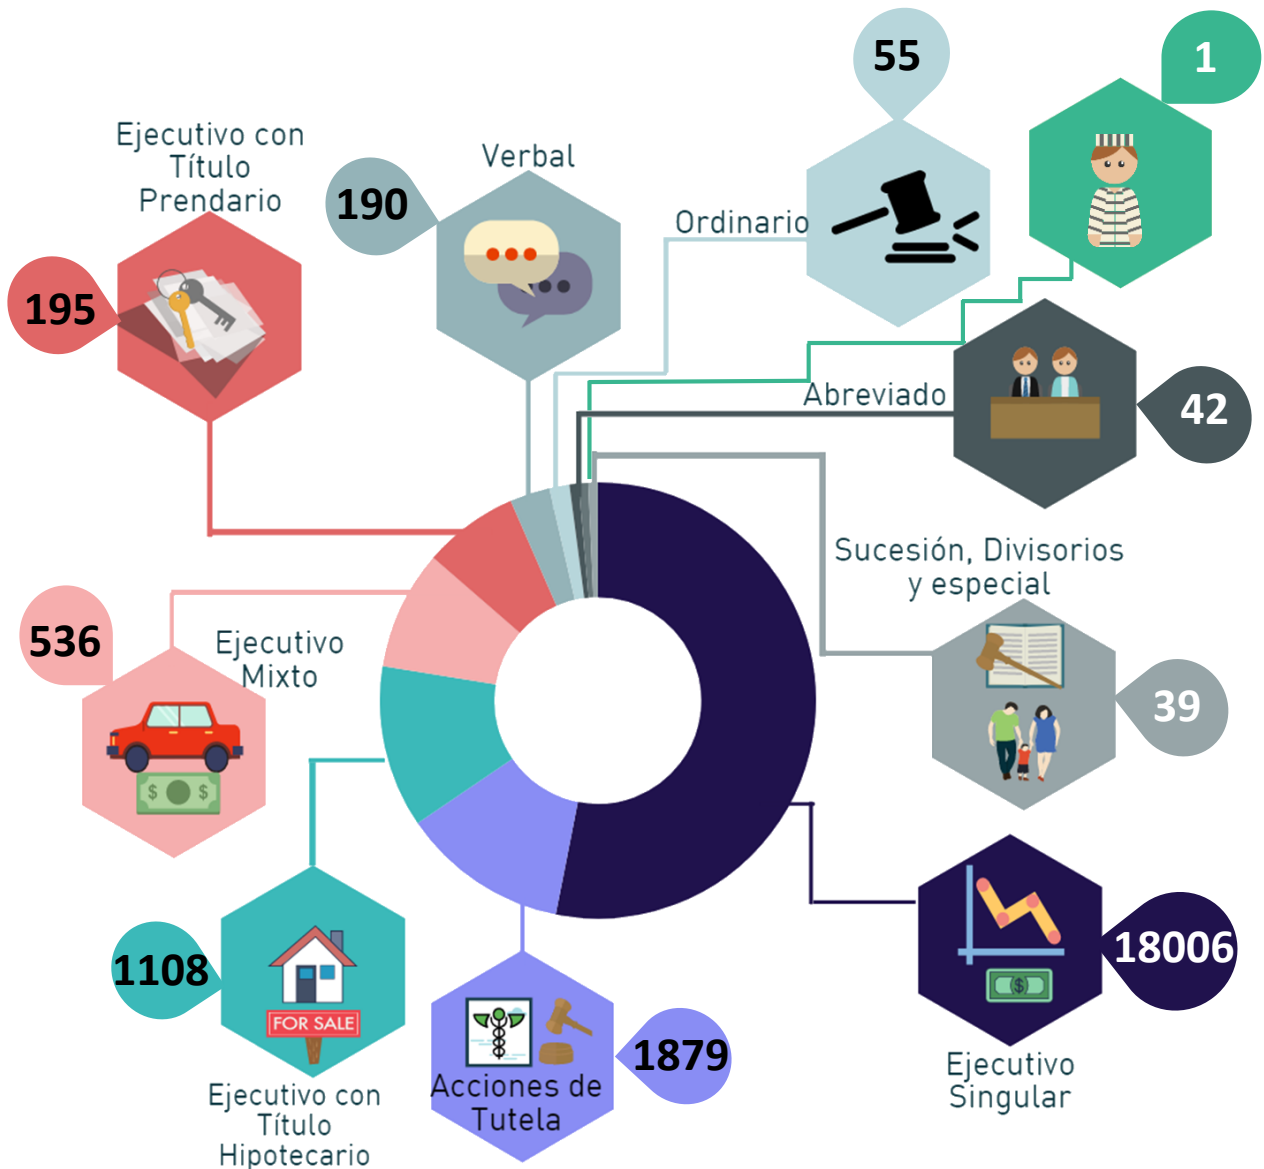 55
1
Ejecutivo con
Título
Prendario
Verbal
190
Ordinario
195
Abreviado
42
Sucesión, Divisorios
y especial
536
Ejecutivo
Mixto
39
$ $
1108
FOR SALE
18006
$
1879
Acciones de
Tutela
Ejecutivo
Singular
Ejecutivo con
Título
Hipotecario